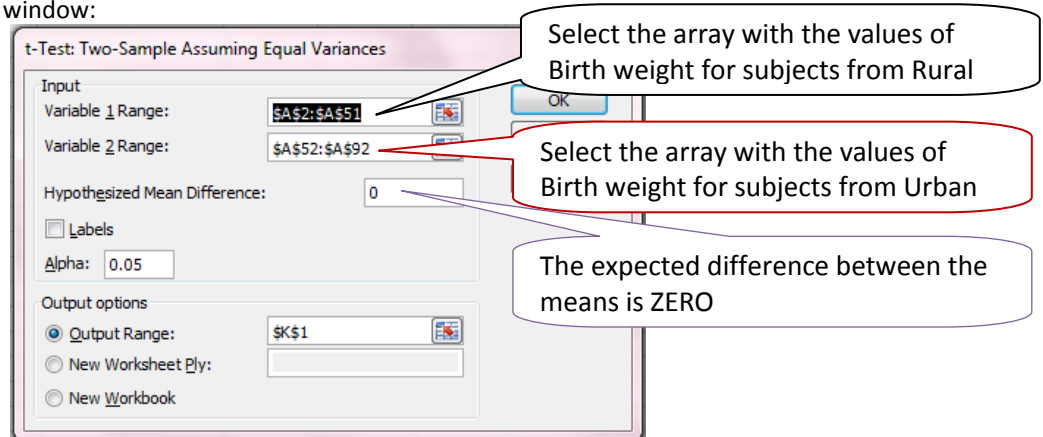 window:
t-Test: Two-Sample Assuming Equal Variances
Select the array with the values of
Birth weight for subjects from Rural
Input
Variable 1 Range:
$A$2:$A$51
OK
Variable 2 Range:
$A$52:$A$92
Select the array with the values of
Birth weight for subjects from Urban
Hypothesized Mean Difference:
0
Labels
Alpha:
0.05
The expected difference between the
means is ZERO
Output options
Output Range:
$K$1
New Worksheet Ply:
New Workbook